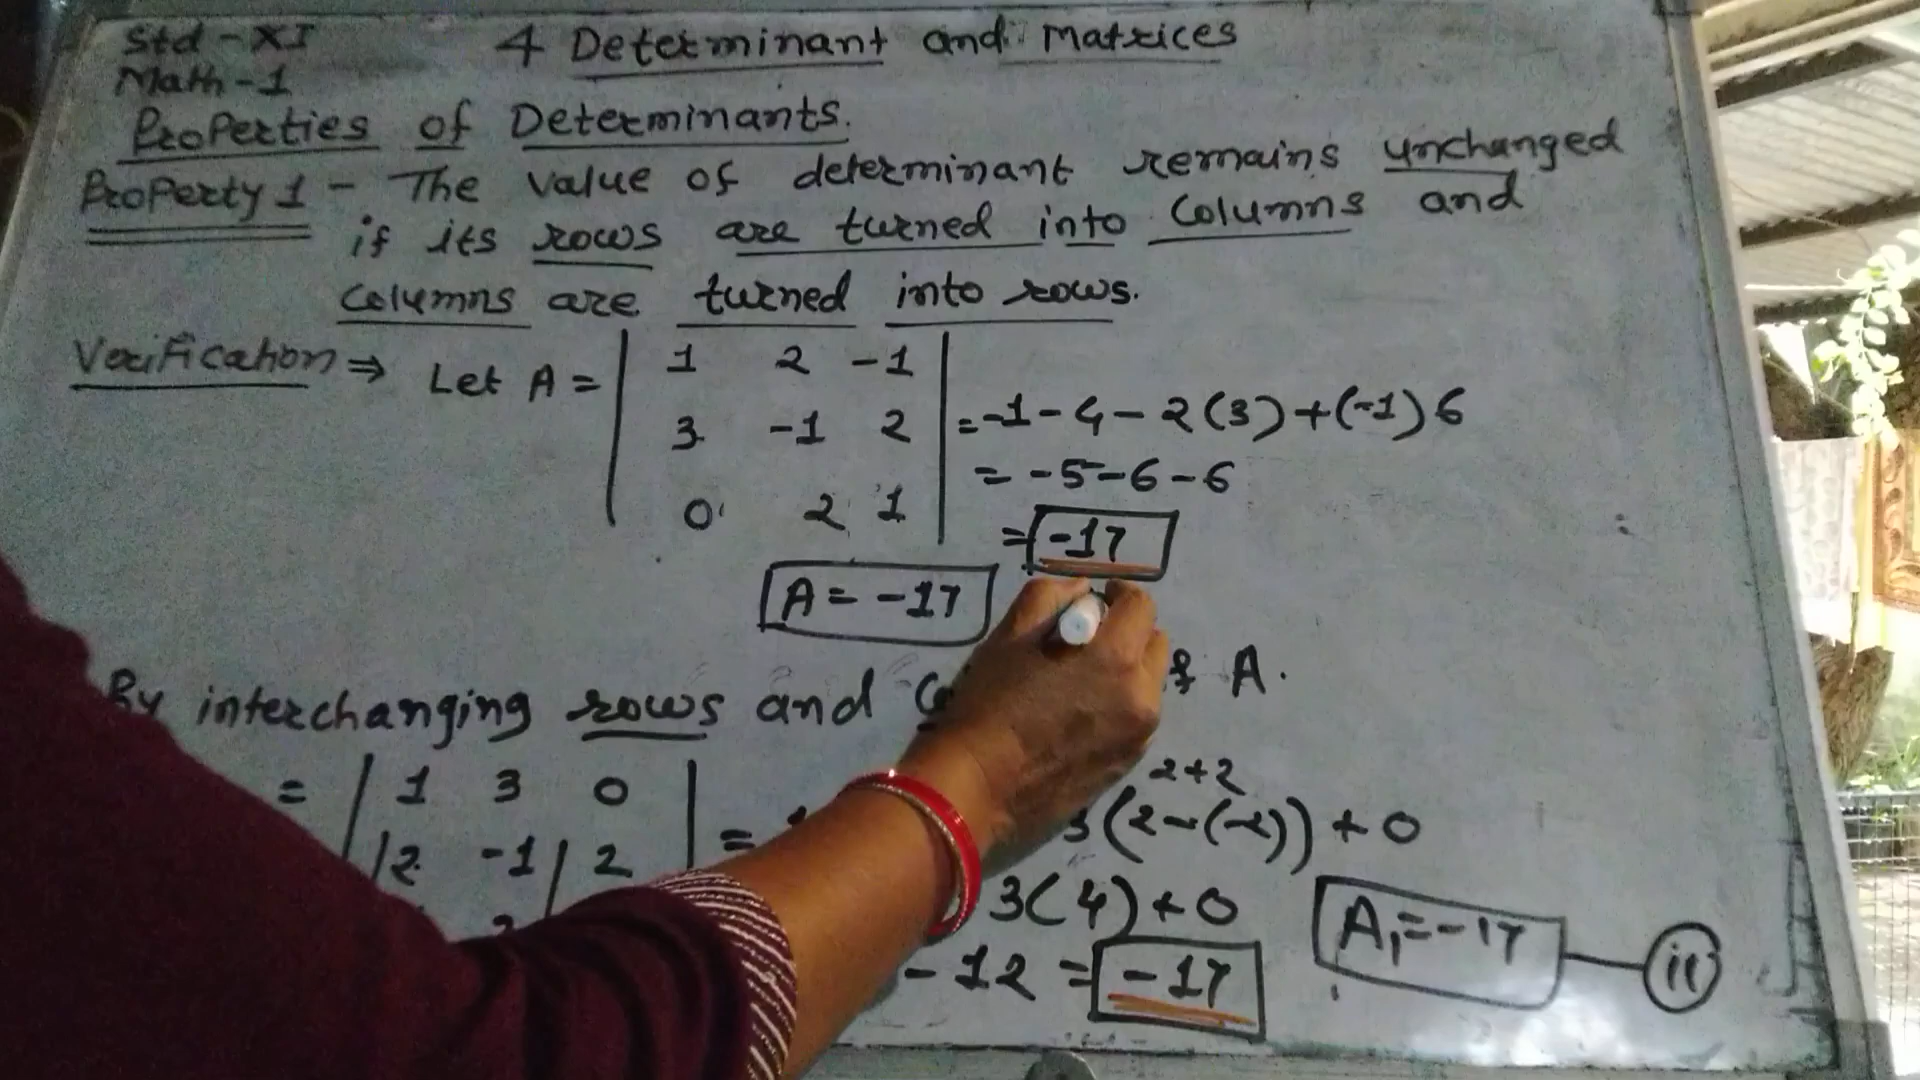 Std - XI
Math - 1
4 Determinant and Matrices
Properties of Determinants.
Property 1 - The value of determinant remains unchanged
if its rows are turned into columns and
columns are turned into rows.
Verification ⇒ Let A = | 1 2 -1 |
| 3 -1 2 | = -1 - 4 - 2(3) + (-1) 6
= -5 - 6 - 6
| 0 2 1 |
= -17
A = -17
By interchanging rows and of A.
= | 1 3 0 |
2+2
| 2 -1 2 | = 3(2-(-2)) + 0
3(4) + 0
- 12 = -17
A₁ = -17 ii